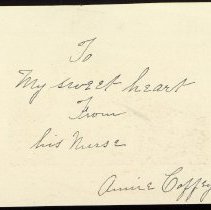 To
My sweet heart
From
his Nurse
Annie Coffey